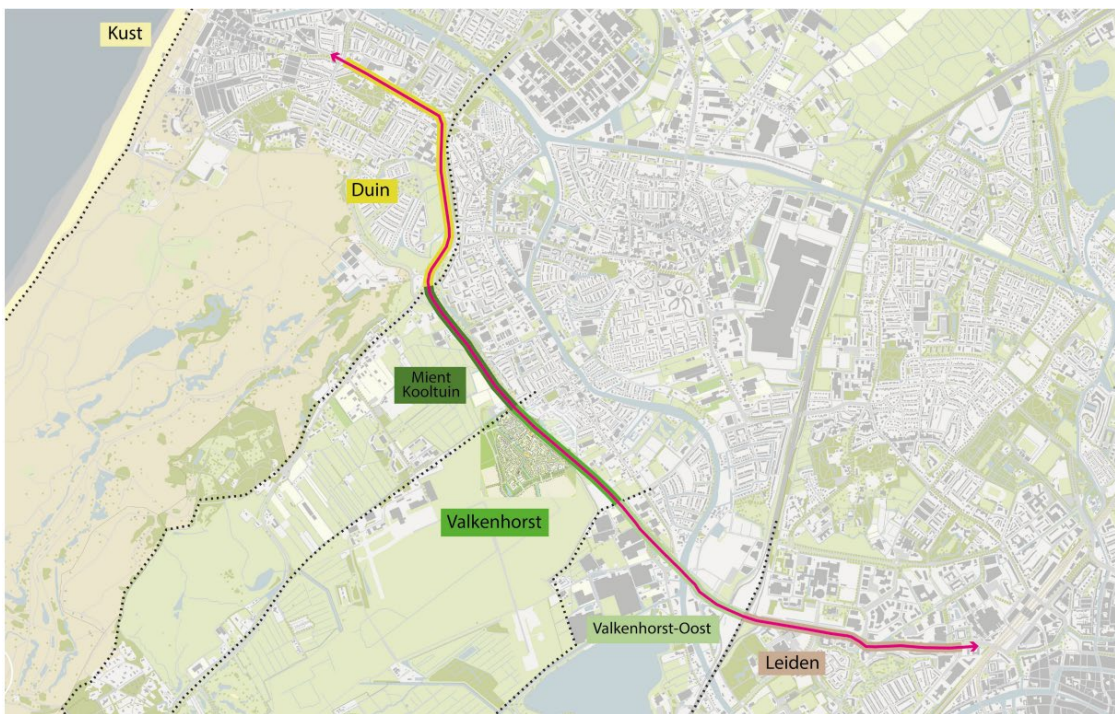 Kust
Duin
Mient
Kooltuin
Valkenhorst
Valkenhorst-Oost
Leiden